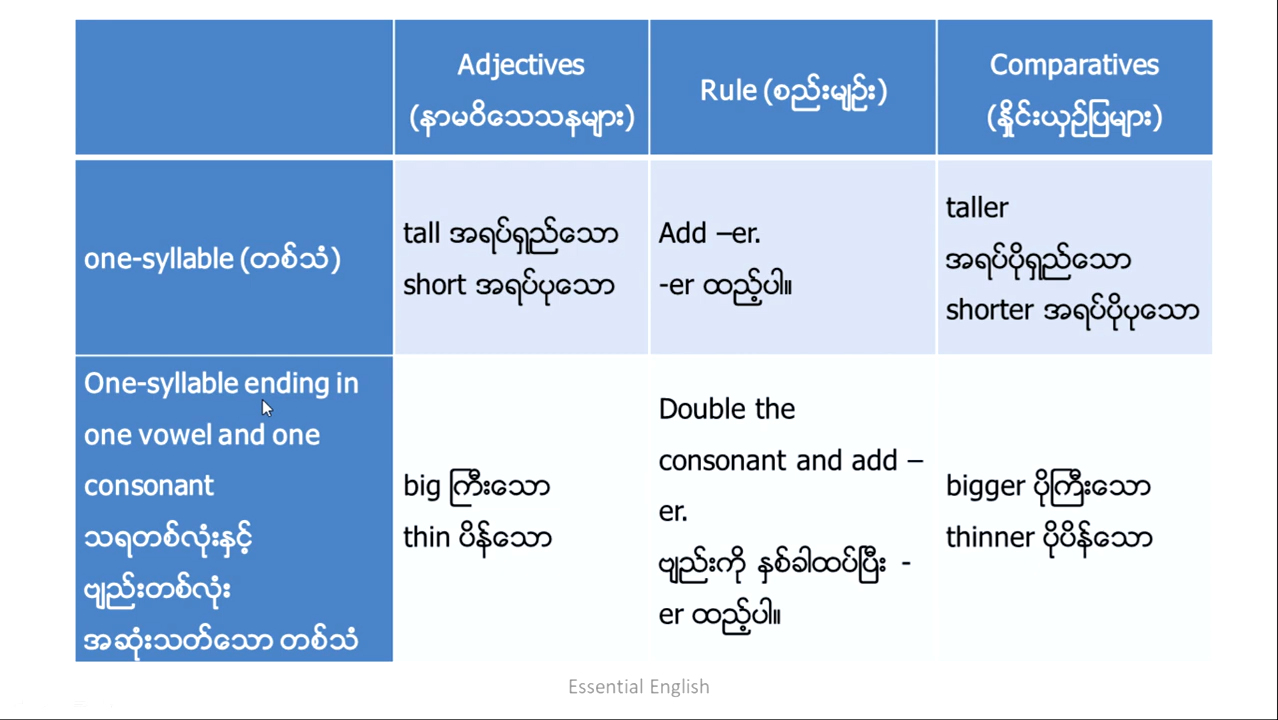 Adjectives
(နာမဝိသေသနများ)
Rule (စည်းမျဉ်း)
Comparatives
(နှိုင်းယှဉ်ပြများ)
one-syllable (တစ်သံ)
tall အရပ်ရှည်သော
short အရပ်ပုသော
Add –er.
-er ထည့်ပါ။
taller
အရပ်ပိုရှည်သော
shorter အရပ်ပိုပုသော
One-syllable ending in
one vowel and one
consonant
သရတစ်လုံးနှင့်
ဗျည်းတစ်လုံး
အဆုံးသတ်သော တစ်သံ
big ကြီးသော
thin ပိန်သော
Double the
consonant and add –
er.
ဗျည်းကို နှစ်ခါထပ်ပြီး -
er ထည့်ပါ။
bigger ပိုကြီးသော
thinner ပိုပိန်သော
Essential English